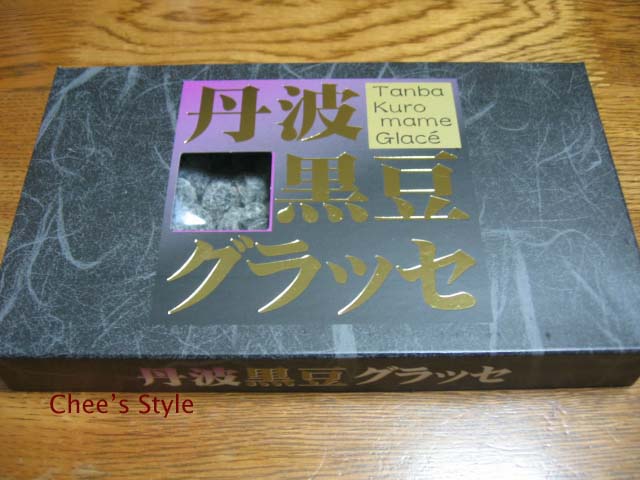 丹波
Tanba
Kuro
mame
Glacé
黒豆
グラッセ
丹波黒豆グラッセ
Chee's Style